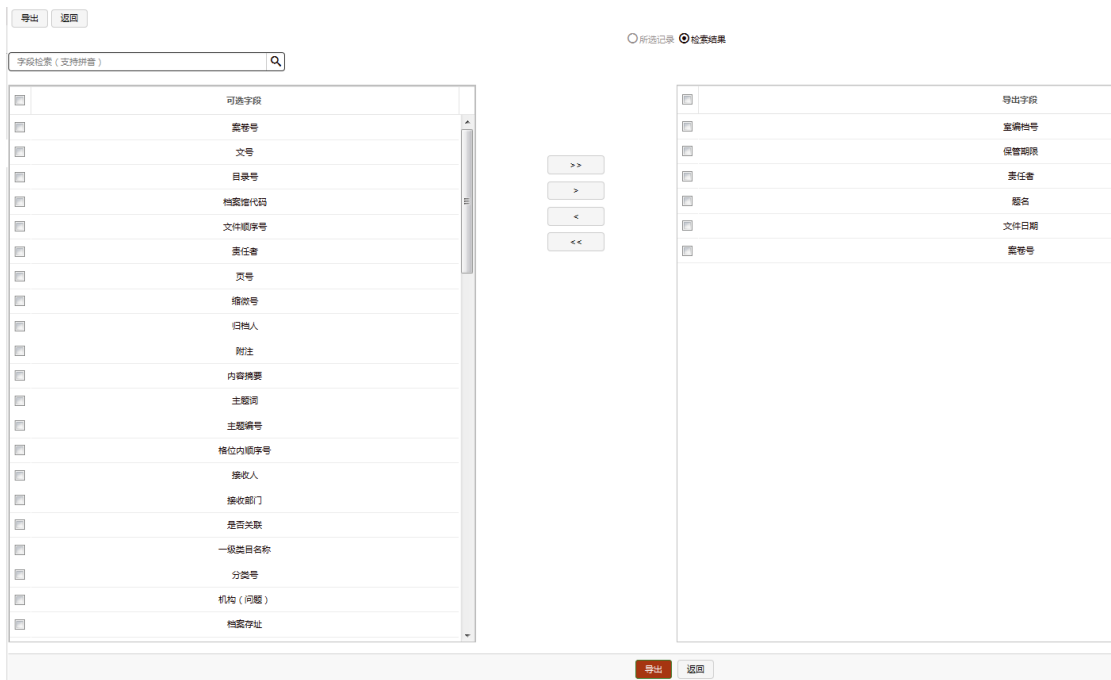 导出 返回
所选记录 检索结果
字段检索（支持拼音）
可选字段
案卷号
文号
目录号
档案馆代码
文件顺序号
责任者
页号
缩微号
归档人
附注
内容摘要
主题词
主题编号
格位内顺序号
接收人
接收部门
是否关联
一级类目名称
分类号
机构（问题）
档案存址
>>
>
<
<<
导出字段
室编档号
保管期限
责任者
题名
文件日期
案卷号
导出 返回